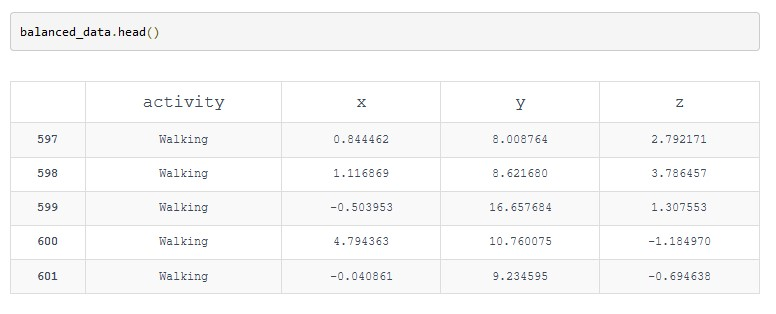 balanced_data.head()
activity x y z
597 Walking 0.844462 8.008764 2.792171
598 Walking 1.116869 8.621680 3.786457
599 Walking -0.503953 16.657684 1.307553
600 Walking 4.794363 10.760075 -1.184970
601 Walking -0.040861 9.234595 -0.694638